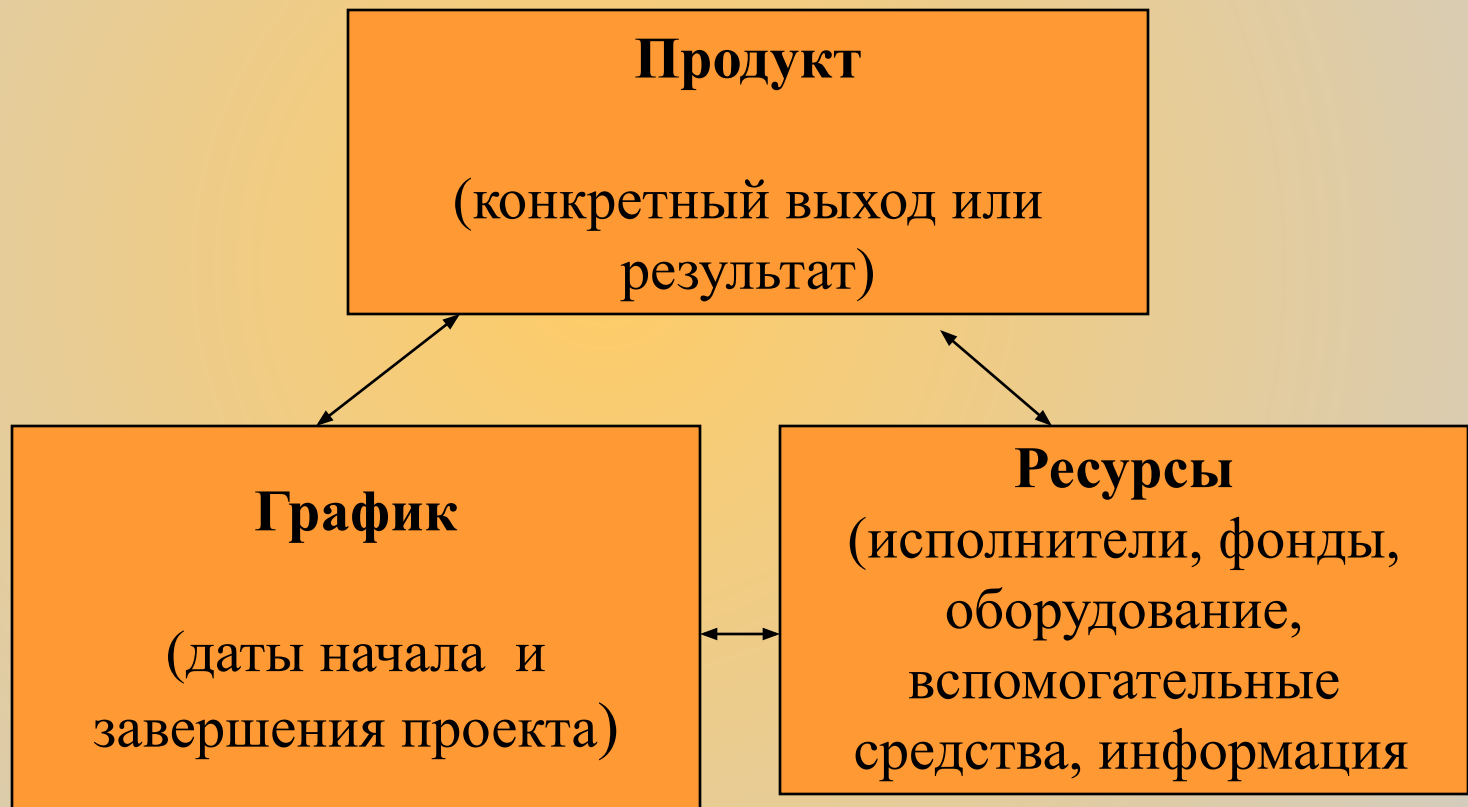 Продукт
(конкретный выход или
результат)
График
(даты начала и
завершения проекта)
Ресурсы
(исполнители, фонды,
оборудование,
вспомогательные
средства, информация